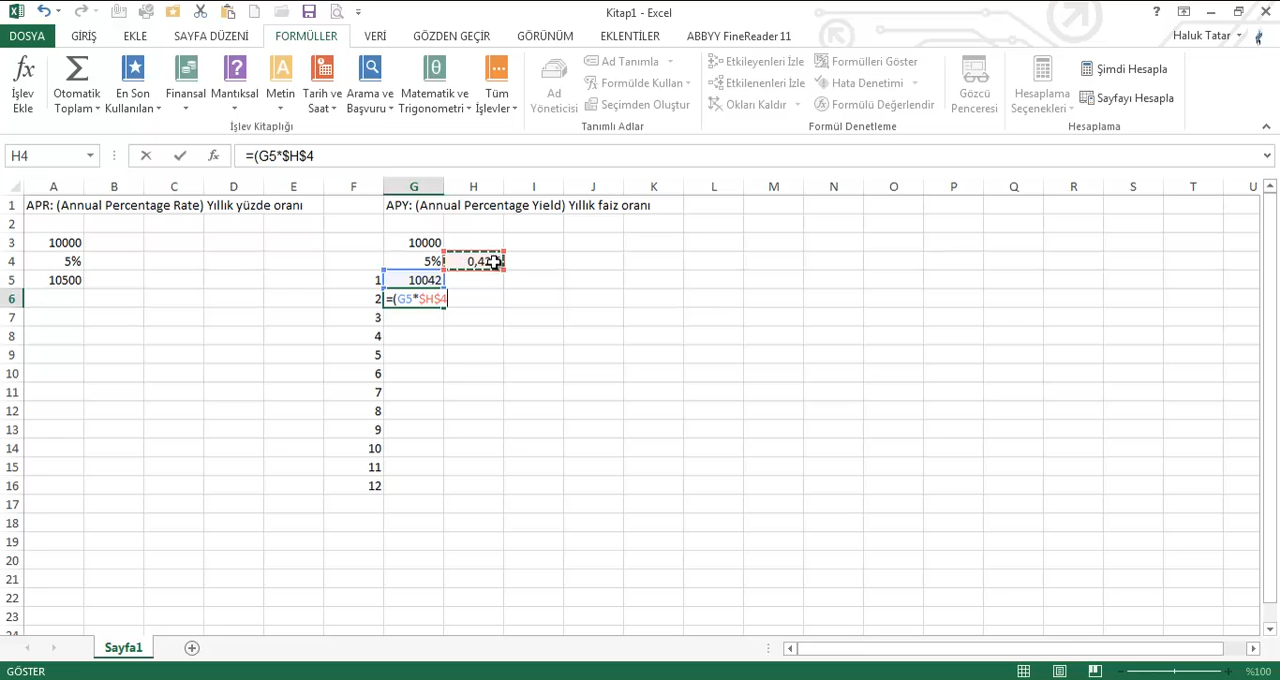 Kitap1 - Excel
DOSYA GİRİŞ EKLE SAYFA DÜZENİ FORMÜLLER VERİ GÖZDEN GEÇİR GÖRÜNÜM EKLENTİLER ABBYY FineReader 11 Haluk Tatar
İşlev Ekle
Otomatik Toplam
En Son Kullanılan
Finansal
Mantıksal
Metin
Tarih ve Saat
Arama ve Başvuru
Matematik ve Trigonometri
Tüm İşlevler
İşlev Kitaplığı
Ad Yöneticisi
Ad Tanımla
Formülde Kullan
Seçimden Oluştur
Tanımlı Adlar
Etkileyenleri İzle
Etkilenenleri İzle
Okları Kaldır
Formülleri Göster
Hata Denetimi
Formülü Değerlendir
Formül Denetleme
Gözcü Penceresi
Hesaplama Seçenekleri
Şimdi Hesapla
Sayfayı Hesapla
Hesaplama
H4 fx =(G5*$H$4
A B C D E F G H I J K L M N O P Q R S T U
1 APR: (Annual Percentage Rate) Yıllık yüzde oranı APY: (Annual Percentage Yield) Yıllık faiz oranı
2
3 10000 10000
4 5% 5%
5 10500 1 10042
6 2 =(G5*$H$4
7 3
8 4
9 5
10 6
11 7
12 8
13 9
14 10
15 11
16 12
17
18
19
20
21
22
23
Sayfa1
GÖSTER %100